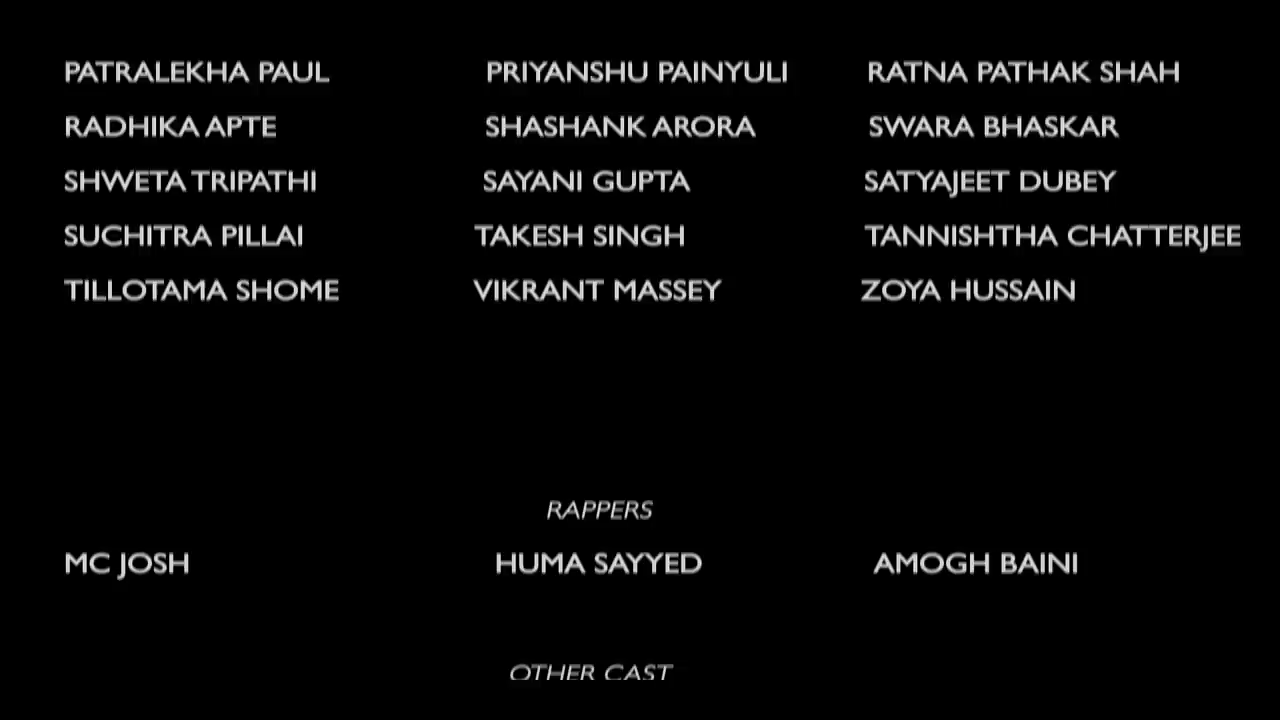 PATRALEKHA PAUL PRIYANSHU PAINYULI RATNA PATHAK SHAH
RADHIKA APTE SHASHANK ARORA SWARA BHASKAR
SHWETA TRIPATHI SAYANI GUPTA SATYAJEET DUBEY
SUCHITRA PILLAI TAKESH SINGH TANNISHTHA CHATTERJEE
TILLOTAMA SHOME VIKRANT MASSEY ZOYA HUSSAIN
RAPPERS
MC JOSH HUMA SAYYED AMOGH BAINI
OTHER CAST